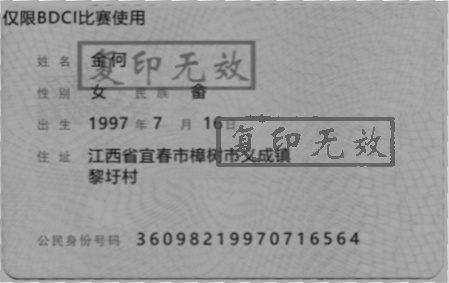 仅限BDCI比赛使用
姓名 金何
复印无效
性别 女 民族 畲
出生 1997 年 7 月 16 日
复印无效
住址 江西省宜春市樟树市义成镇
黎圩村
公民身份号码 360982199707716564